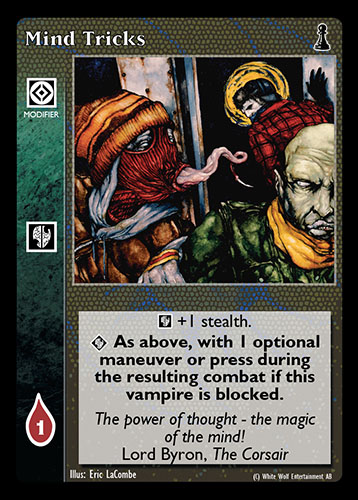 Mind Tricks
MODIFIER
+1 stealth.
As above, with 1 optional
maneuver or press during
the resulting combat if this
vampire is blocked.
The power of thought - the magic
of the mind!
Lord Byron, The Corsair
1
Illus: Eric LaCombe
(C) White Wolf Entertainment AB